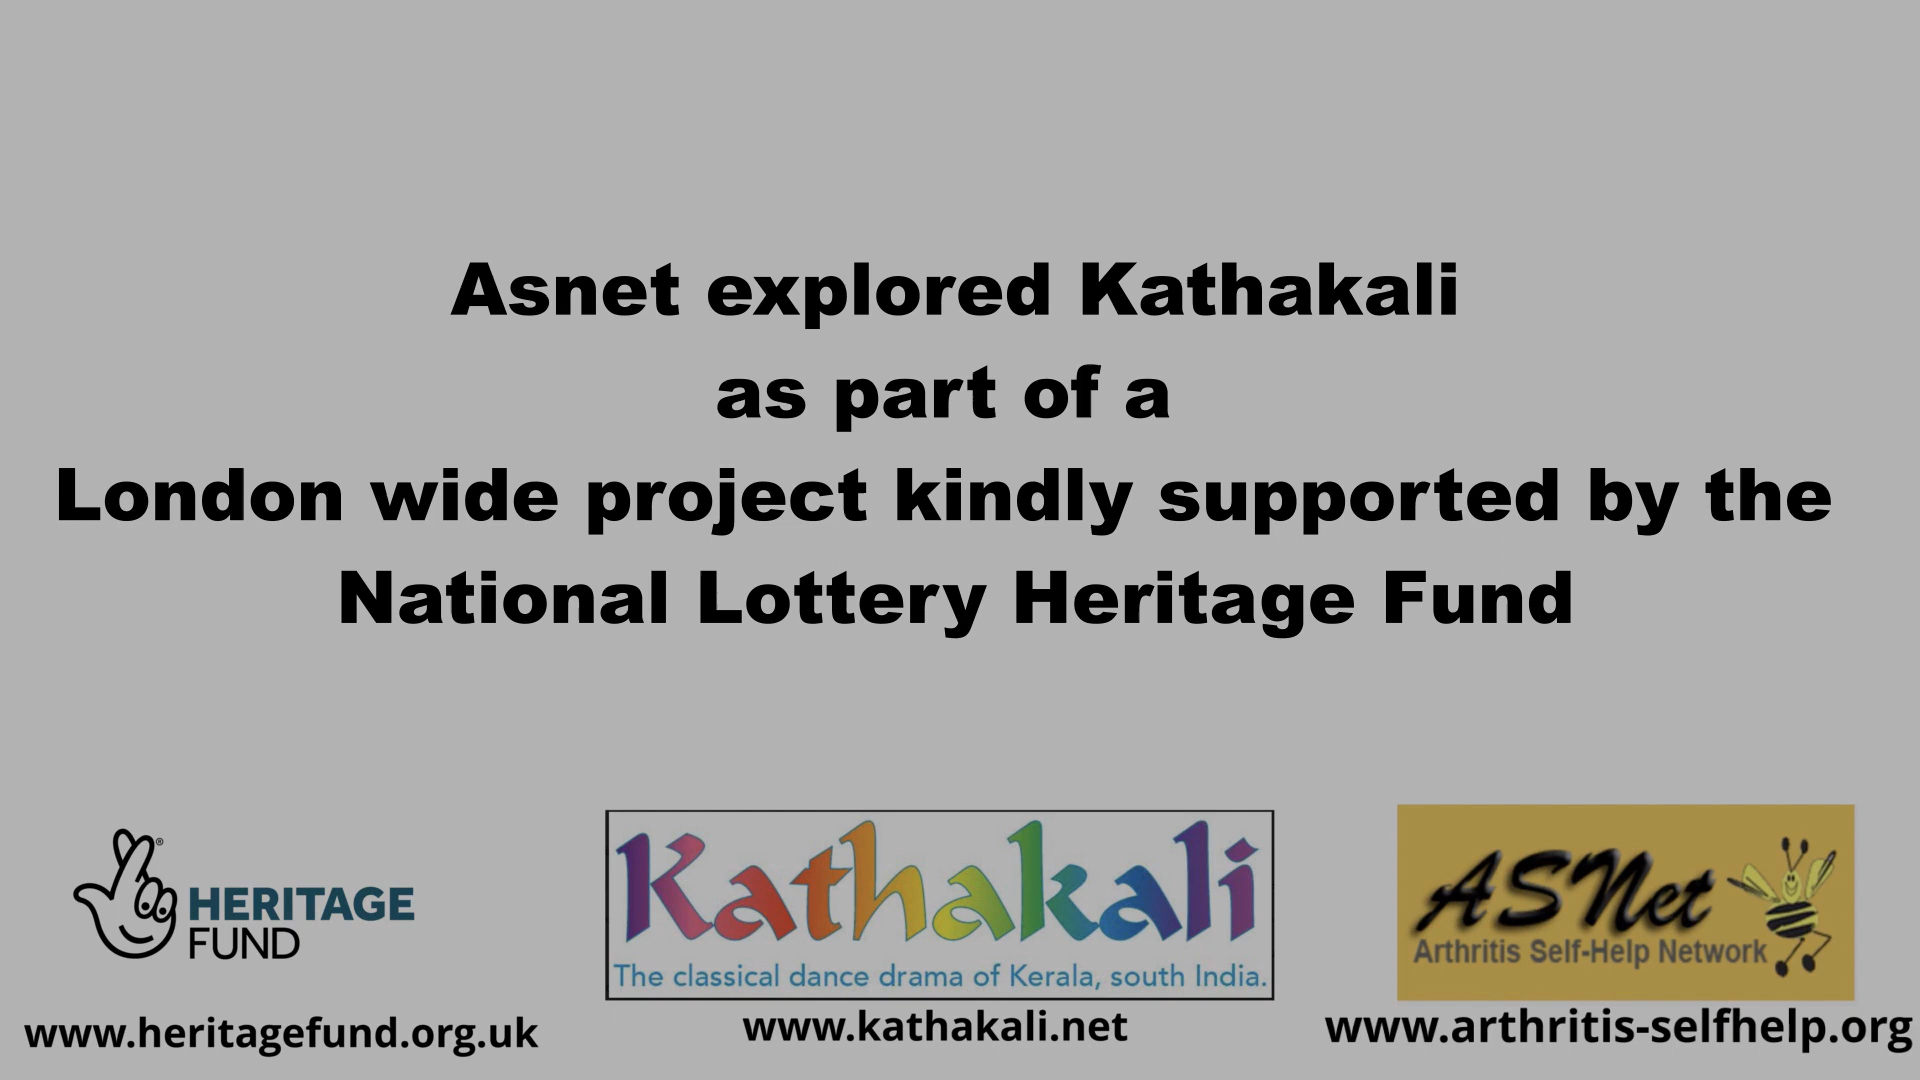 Asnet explored Kathakali
as part of a
London wide project kindly supported by the
National Lottery Heritage Fund
HERITAGE
FUND
www.heritagefund.org.uk
Kathakali
The classical dance drama of Kerala, south India.
www.kathakali.net
ASNet
Arthritis Self-Help Network
www.arthritis-selfhelp.org